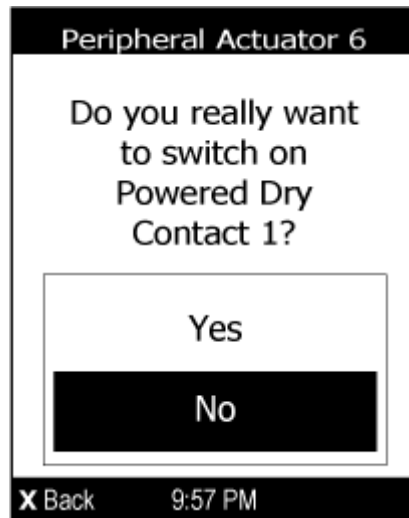 Peripheral Actuator 6
Do you really want
to switch on
Powered Dry
Contact 1?
Yes
No
X Back 9:57 PM